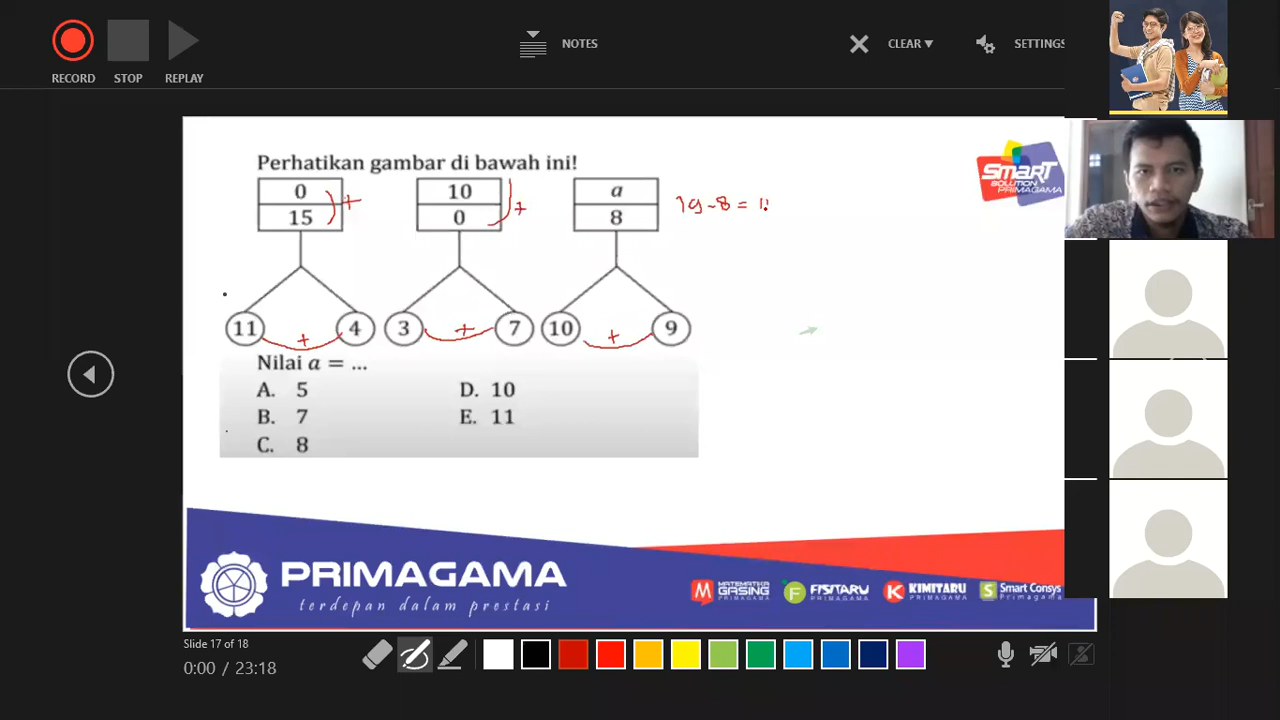 NOTES
CLEAR
SETTINGS
RECORD STOP REPLAY
Perhatikan gambar di bawah ini!
0 10 a
15 0 8
+ + 19 - 8 = 11
11 4 3 7 10 9
+ + +
Nilai a = ...
A. 5 D. 10
B. 7 E. 11
C. 8
SMART
SOLUTION
PRIMAGAMA
PRIMAGAMA
terdepan dalam prestasi
MATEMATIKA
GASING
PRIMAGAMA
FISITARU
PRIMAGAMA
KIMITARU
PRIMAGAMA
Smart Consys
Primagama
Slide 17 of 18
0:00 / 23:18